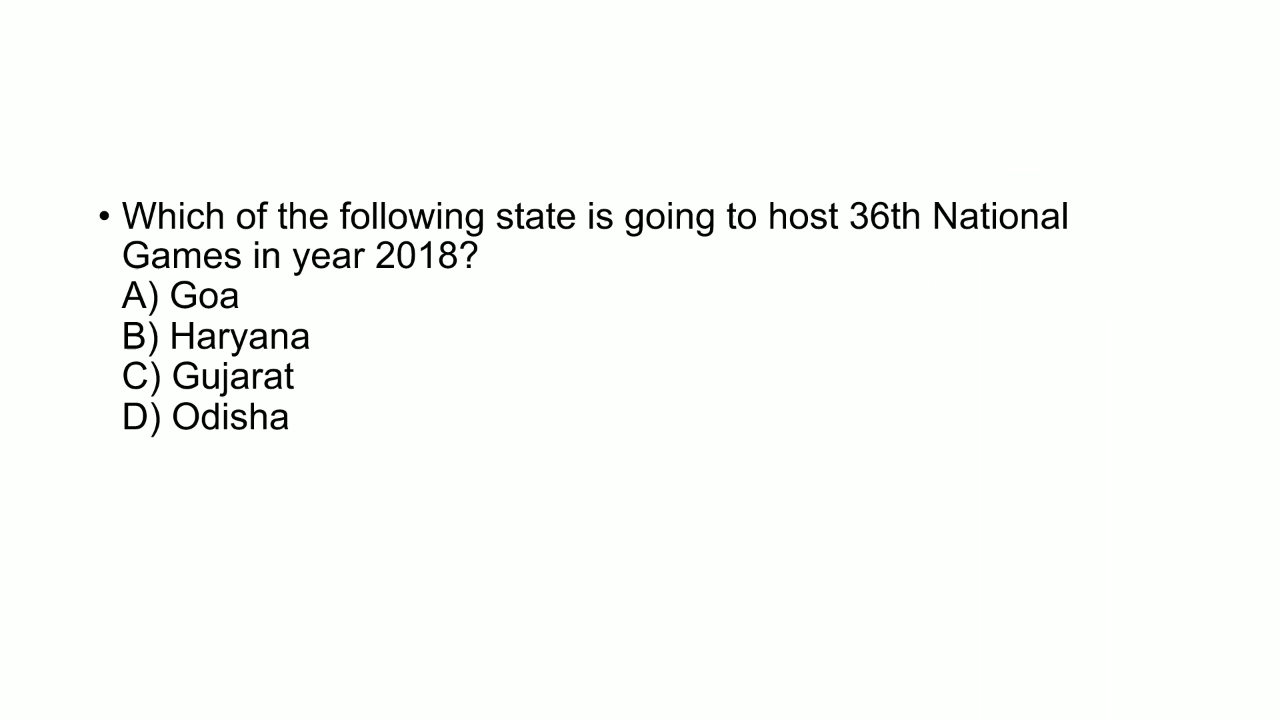 • Which of the following state is going to host 36th National
Games in year 2018?
A) Goa
B) Haryana
C) Gujarat
D) Odisha